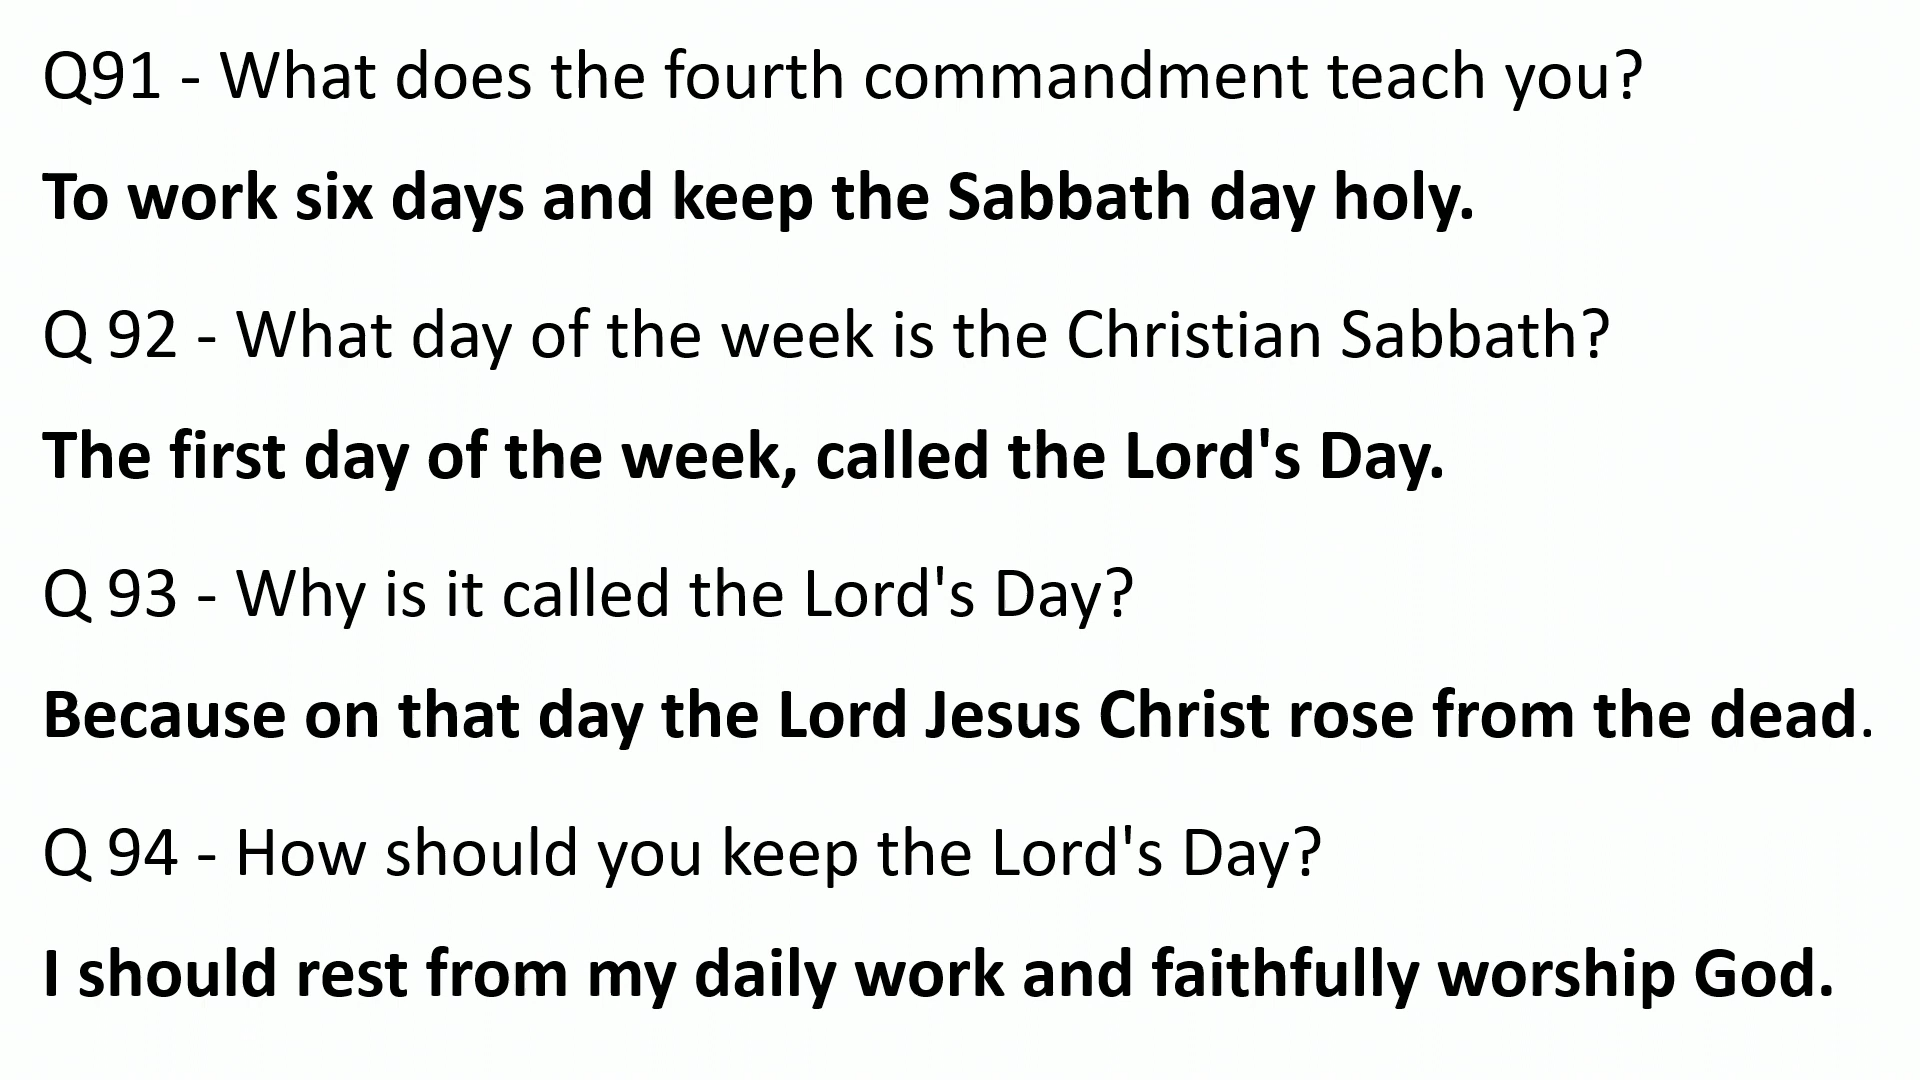 Q91 - What does the fourth commandment teach you?
To work six days and keep the Sabbath day holy.
Q 92 - What day of the week is the Christian Sabbath?
The first day of the week, called the Lord's Day.
Q 93 - Why is it called the Lord's Day?
Because on that day the Lord Jesus Christ rose from the dead.
Q 94 - How should you keep the Lord's Day?
I should rest from my daily work and faithfully worship God.